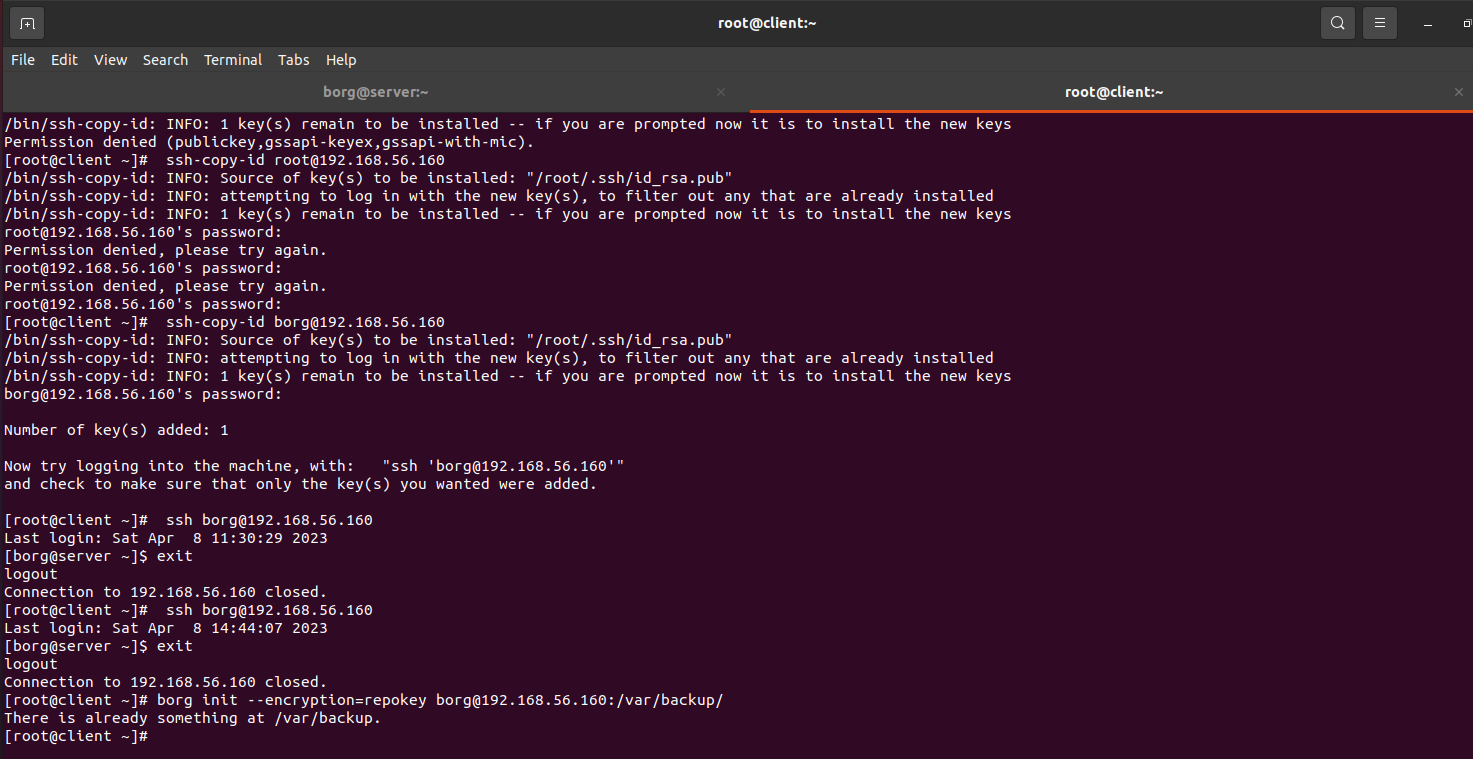 root@client:~
File Edit View Search Terminal Tabs Help
borg@server:~ × root@client:~ ×
/bin/ssh-copy-id: INFO: 1 key(s) remain to be installed -- if you are prompted now it is to install the new keys
Permission denied (publickey,gssapi-keyex,gssapi-with-mic).
[root@client ~]#  ssh-copy-id root@192.168.56.160
/bin/ssh-copy-id: INFO: Source of key(s) to be installed: "/root/.ssh/id_rsa.pub"
/bin/ssh-copy-id: INFO: attempting to log in with the new key(s), to filter out any that are already installed
/bin/ssh-copy-id: INFO: 1 key(s) remain to be installed -- if you are prompted now it is to install the new keys
root@192.168.56.160's password:
Permission denied, please try again.
root@192.168.56.160's password:
Permission denied, please try again.
root@192.168.56.160's password:
[root@client ~]#  ssh-copy-id borg@192.168.56.160
/bin/ssh-copy-id: INFO: Source of key(s) to be installed: "/root/.ssh/id_rsa.pub"
/bin/ssh-copy-id: INFO: attempting to log in with the new key(s), to filter out any that are already installed
/bin/ssh-copy-id: INFO: 1 key(s) remain to be installed -- if you are prompted now it is to install the new keys
borg@192.168.56.160's password:
Number of key(s) added: 1
Now try logging into the machine, with:   "ssh 'borg@192.168.56.160'"
and check to make sure that only the key(s) you wanted were added.
[root@client ~]#  ssh borg@192.168.56.160
Last login: Sat Apr  8 11:30:29 2023
[borg@server ~]$ exit
logout
Connection to 192.168.56.160 closed.
[root@client ~]#  ssh borg@192.168.56.160
Last login: Sat Apr  8 14:44:07 2023
[borg@server ~]$ exit
logout
Connection to 192.168.56.160 closed.
[root@client ~]# borg init --encryption=repokey borg@192.168.56.160:/var/backup/
There is already something at /var/backup.
[root@client ~]#